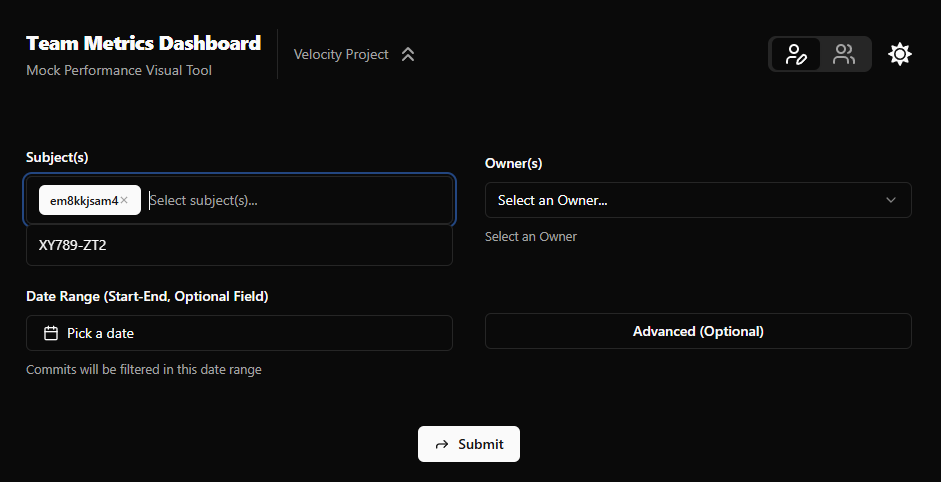 Team Metrics Dashboard
Mock Performance Visual Tool
Velocity Project
Subject(s)
em8kkjsam4×
Select subject(s)...
XY789-ZT2
Owner(s)
Select an Owner...
Select an Owner
Date Range (Start-End, Optional Field)
Pick a date
Commits will be filtered in this date range
Advanced (Optional)
Submit